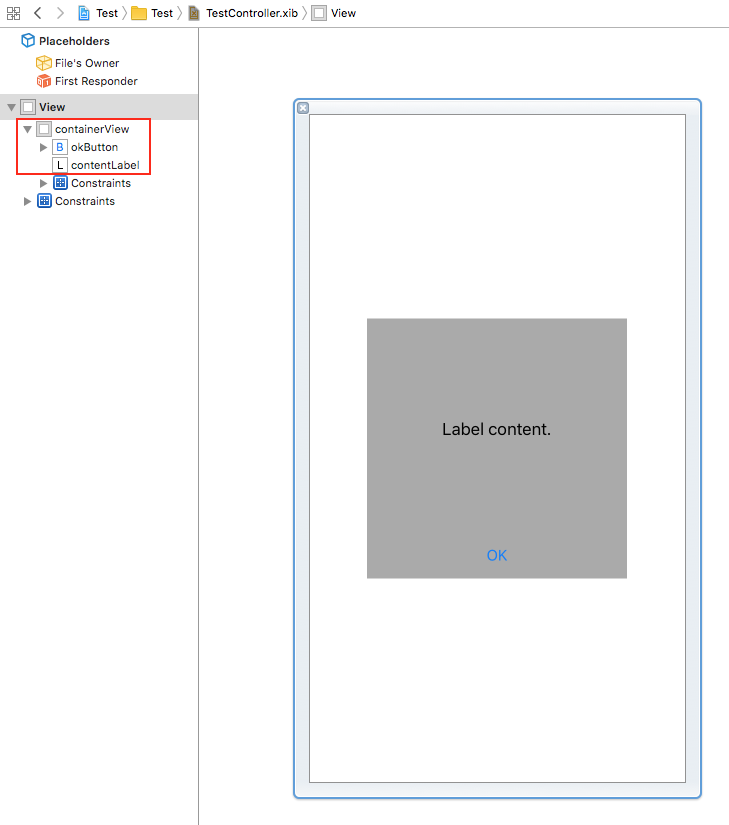 Test Test TestController.xib View
Placeholders
File's Owner
First Responder
View
containerView
B okButton
L contentLabel
Constraints
Constraints
Label content.
OK